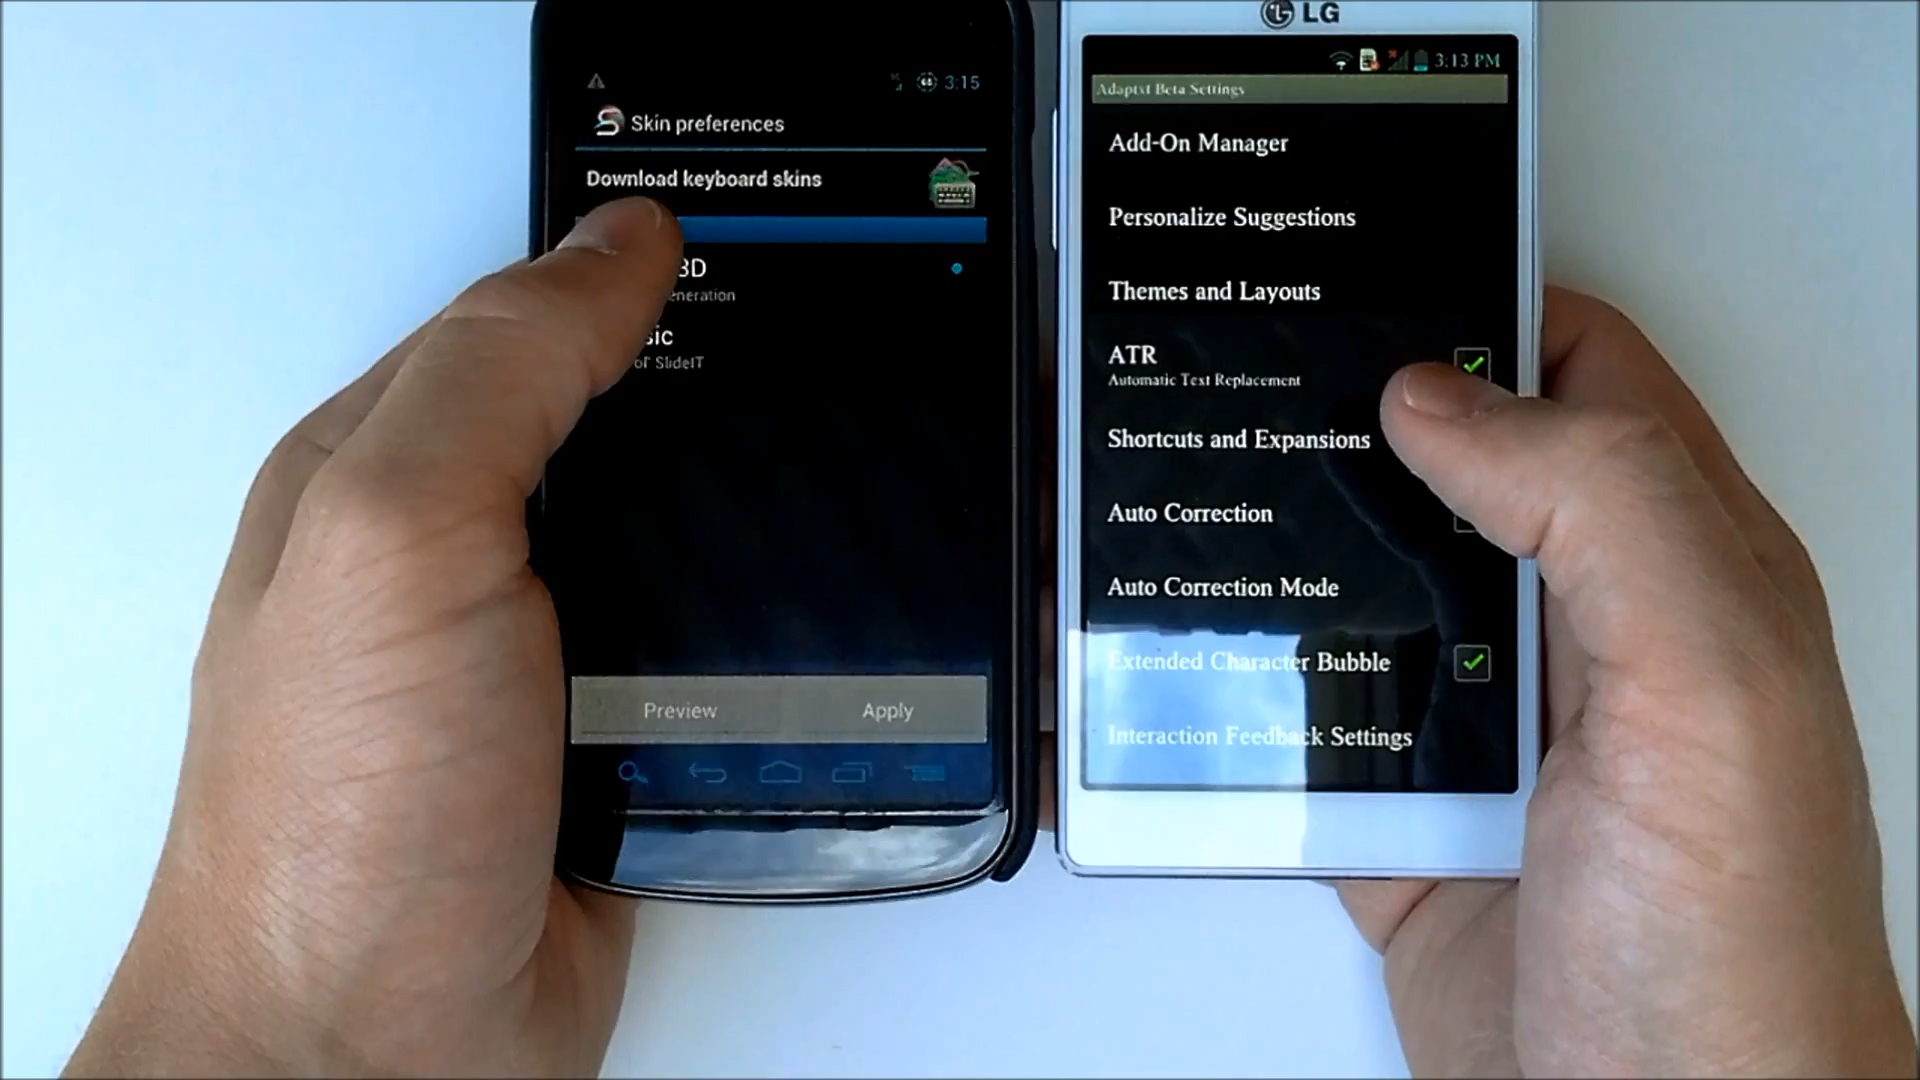 3:15
Skin preferences
Download keyboard skins
3D
eneration
sic
of SlideIT
Preview
Apply
LG
3:13 PM
Adaptxt Beta Settings
Add-On Manager
Personalize Suggestions
Themes and Layouts
ATR
Automatic Text Replacement
Shortcuts and Expansions
Auto Correction
Auto Correction Mode
Extended Character Bubble
Interaction Feedback Settings